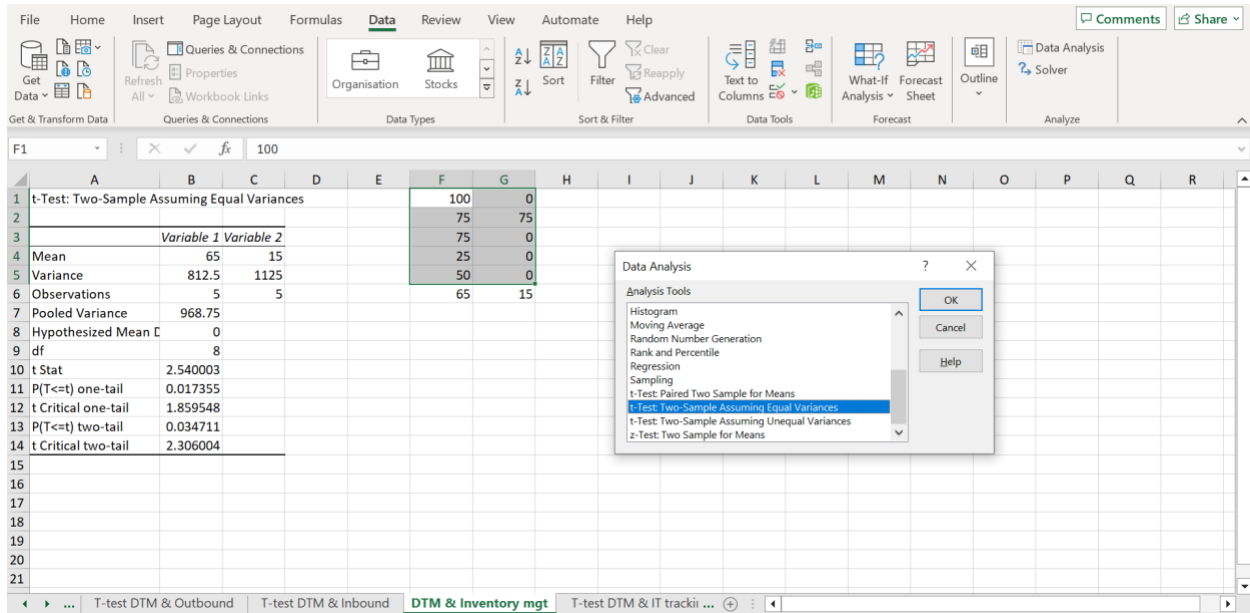 File Home Insert Page Layout Formulas Data Review View Automate Help Comments Share
Get Data
Refresh All
Queries & Connections
Properties
Workbook Links
Organisation Stocks
Sort
Filter
Clear
Reapply
Advanced
Text to Columns
What-If Analysis
Forecast Sheet
Outline
Data Analysis
Solver
Get & Transform Data Queries & Connections Data Types Sort & Filter Data Tools Forecast Analyze
F1 fx 100
A B C D E F G H I J K L M N O P Q R
1 t-Test: Two-Sample Assuming Equal Variances 100 0
2 75 75
3 Variable 1 Variable 2 75 0
4 Mean 65 15 25 0
5 Variance 812.5 1125 50 0
6 Observations 5 5 65 15
7 Pooled Variance 968.75
8 Hypothesized Mean D 0
9 df 8
10 t Stat 2.540003
11 P(T<=t) one-tail 0.017355
12 t Critical one-tail 1.859548
13 P(T<=t) two-tail 0.034711
14 t Critical two-tail 2.306004
15
16
17
18
19
20
21
Data Analysis ?
Analysis Tools
Histogram
Moving Average
Random Number Generation
Rank and Percentile
Regression
Sampling
t-Test: Paired Two Sample for Means
t-Test: Two-Sample Assuming Equal Variances
t-Test: Two-Sample Assuming Unequal Variances
z-Test: Two Sample for Means
OK
Cancel
Help
... T-test DTM & Outbound T-test DTM & Inbound DTM & Inventory mgt T-test DTM & IT trackin ...